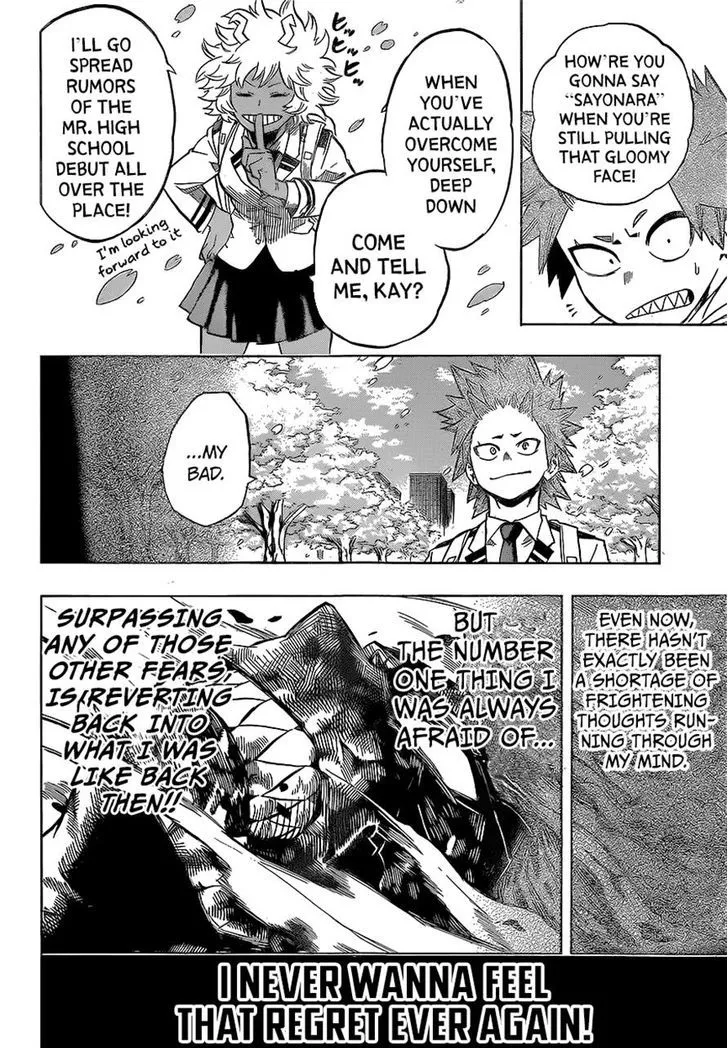 HOW'RE YOU
GONNA SAY
"SAYONARA"
WHEN YOU'RE
STILL PULLING
THAT GLOOMY
FACE!
WHEN
YOU'VE
ACTUALLY
OVERCOME
YOURSELF,
DEEP
DOWN
COME
AND TELL
ME, KAY?
I'LL GO
SPREAD
RUMORS
OF THE
MR. HIGH
SCHOOL
DEBUT ALL
OVER THE
PLACE!
I'm looking
forward to it
ヒヒヒ
...MY
BAD.
EVEN NOW,
THERE HASN'T
EXACTLY BEEN
A SHORTAGE OF
FRIGHTENING
THOUGHTS RUN-
NING THROUGH
MY MIND.
BUT
THE NUMBER
ONE THING I
WAS ALWAYS
AFRAID OF...
SURPASSING
ANY OF THOSE
OTHER FEARS,
IS REVERTING
BACK INTO
WHAT I WAS
LIKE BACK
THEN!!
I NEVER WANNA FEEL
THAT REGRET EVER AGAIN!